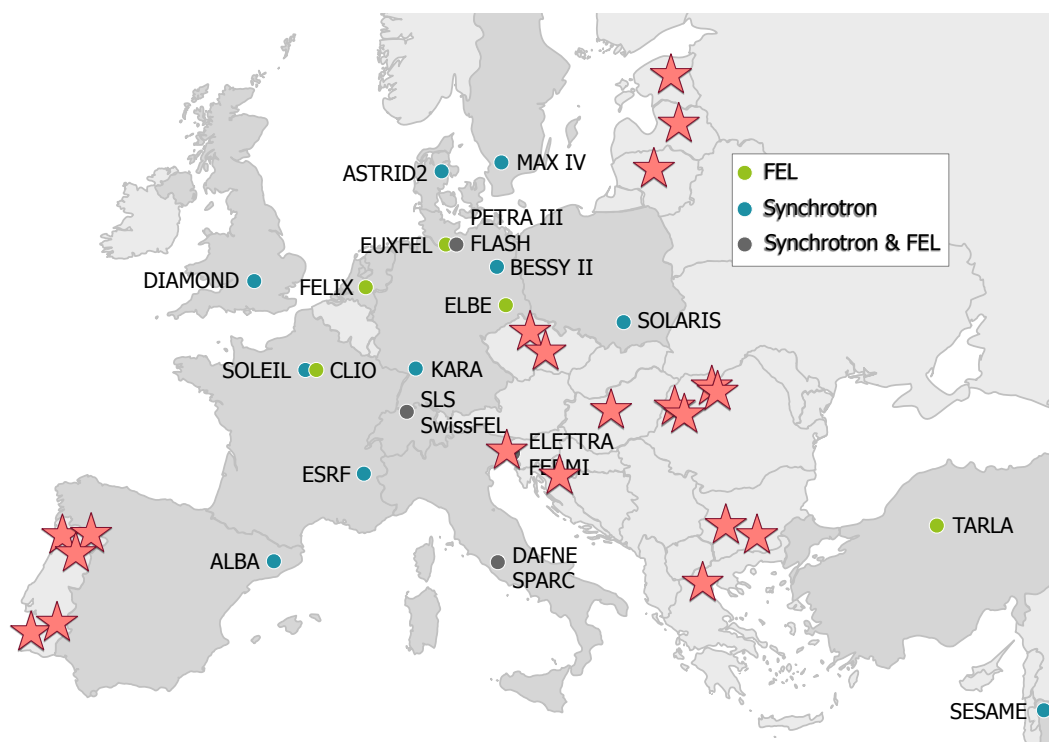 FEL
Synchrotron
Synchrotron & FEL
MAX IV
ASTRID2
PETRA III
EUXFEL
FLASH
BESSY II
DIAMOND
FELIX
ELBE
SOLARIS
SOLEIL
CLIO
KARA
SLS
SwissFEL
ELETTRA
FERMI
ESRF
TARLA
ALBA
DAFNE
SPARC
SESAME